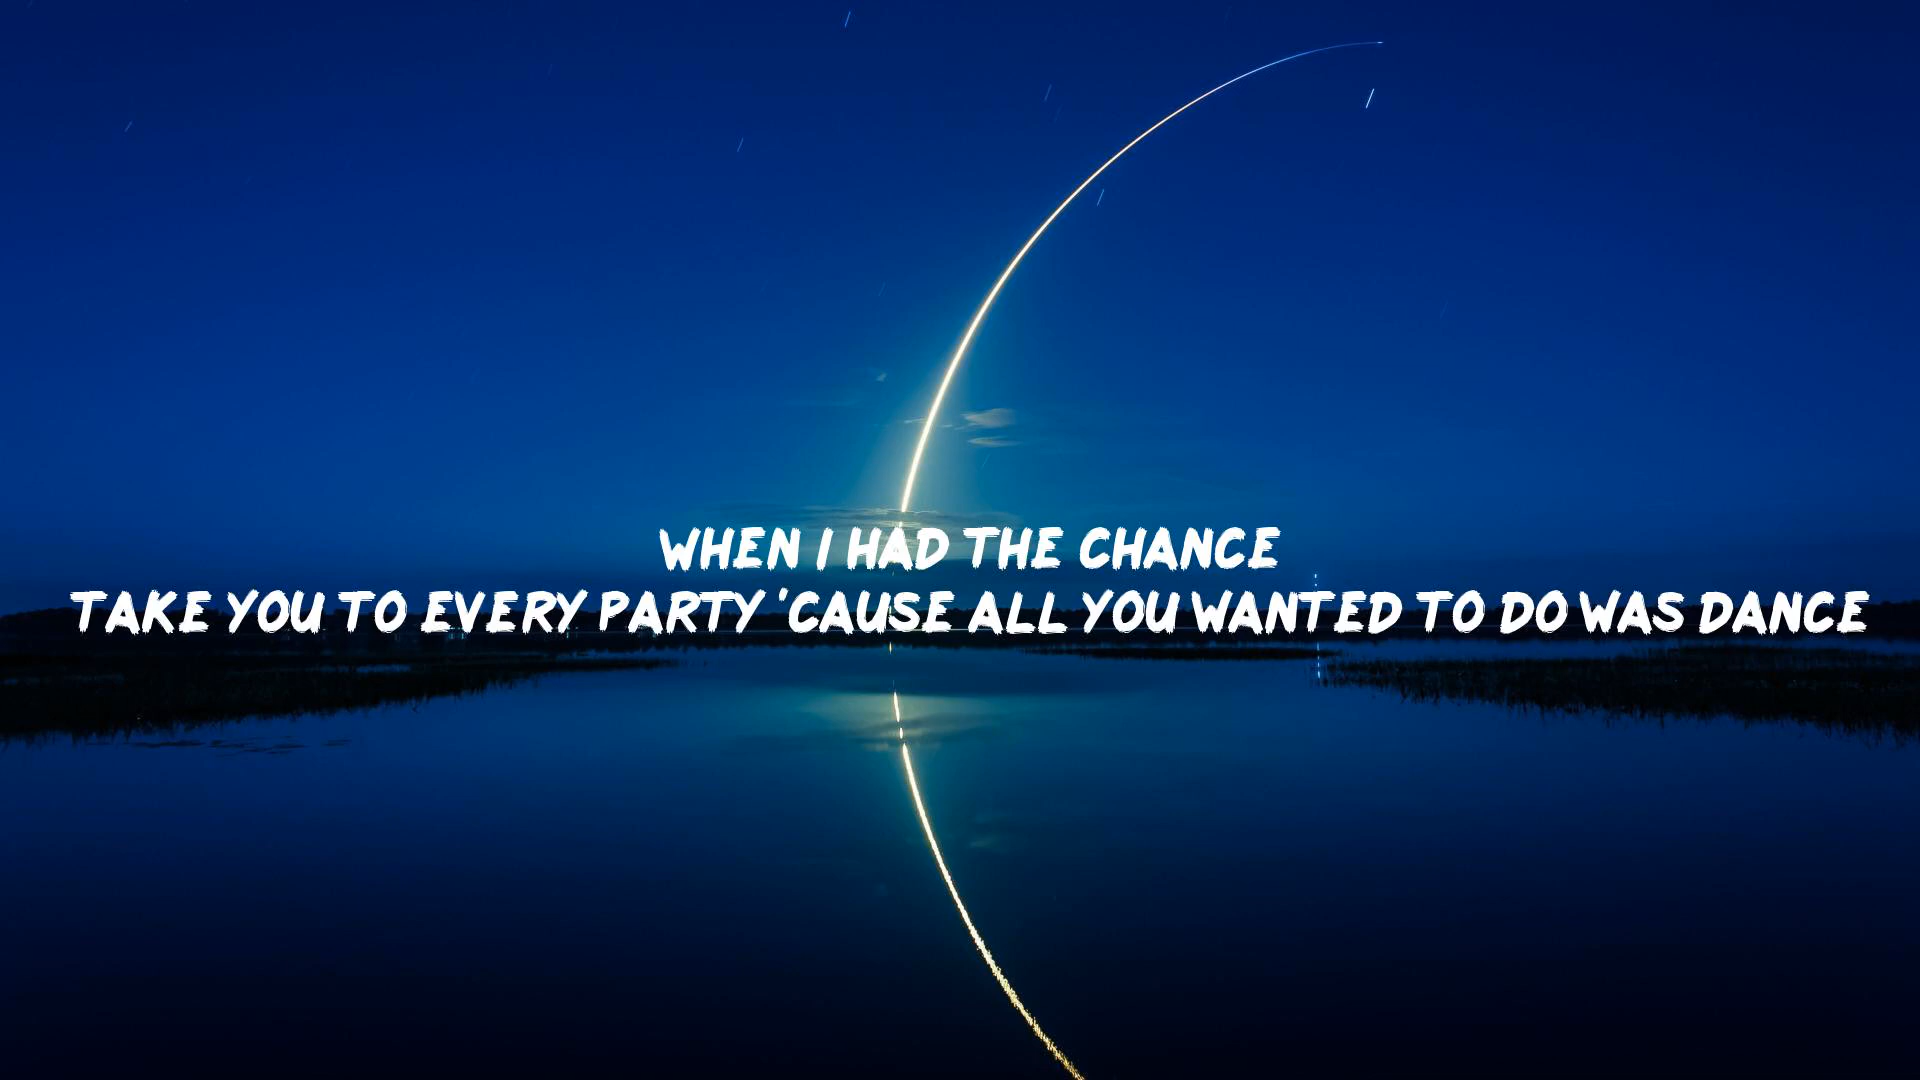 WHEN I HAD THE CHANCE
TAKE YOU TO EVERY PARTY 'CAUSE ALL YOU WANTED TO DO WAS DANCE